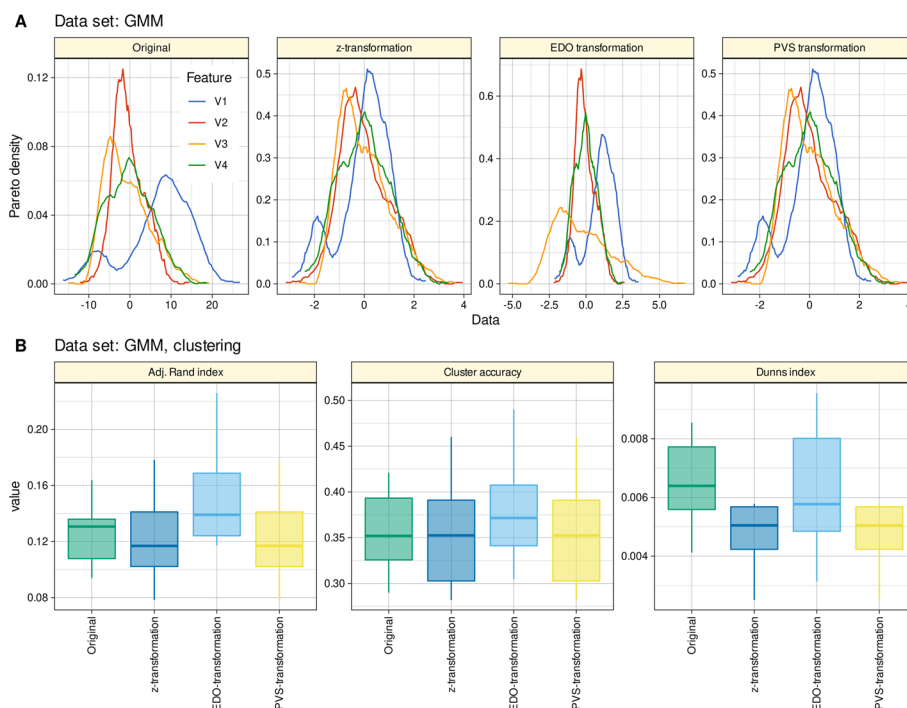 A Data set: GMM
Original z-transformation EDO transformation PVS transformation
Feature
V1
V2
V3
V4
Pareto density
0.12
0.08
0.04
0.00
-10 0 10 20
0.5
0.4
0.3
0.2
0.1
0.0
-2 0 2 4
0.6
0.4
0.2
0.0
-5.0 -2.5 0.0 2.5 5.0
0.5
0.4
0.3
0.2
0.1
0.0
-2 0 2 4
Data
B Data set: GMM, clustering
Adj. Rand index Cluster accuracy Dunns index
value
0.20
0.16
0.12
0.08
0.50
0.45
0.40
0.35
0.30
0.008
0.006
0.004
Original
z-transformation
EDO-transformation
PVS-transformation
Original
z-transformation
EDO-transformation
PVS-transformation
Original
z-transformation
EDO-transformation
PVS-transformation